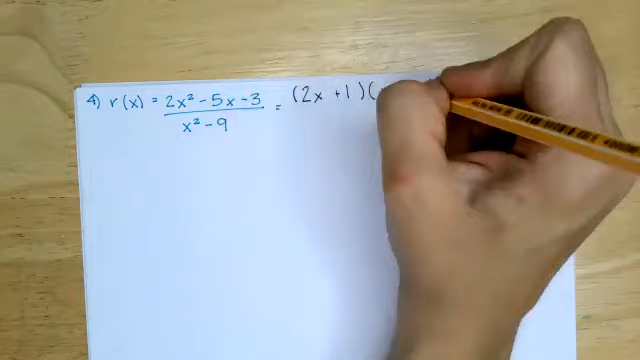 4) r(x) = 2x² - 5x - 3 / x² - 9 = (2x + 1)(